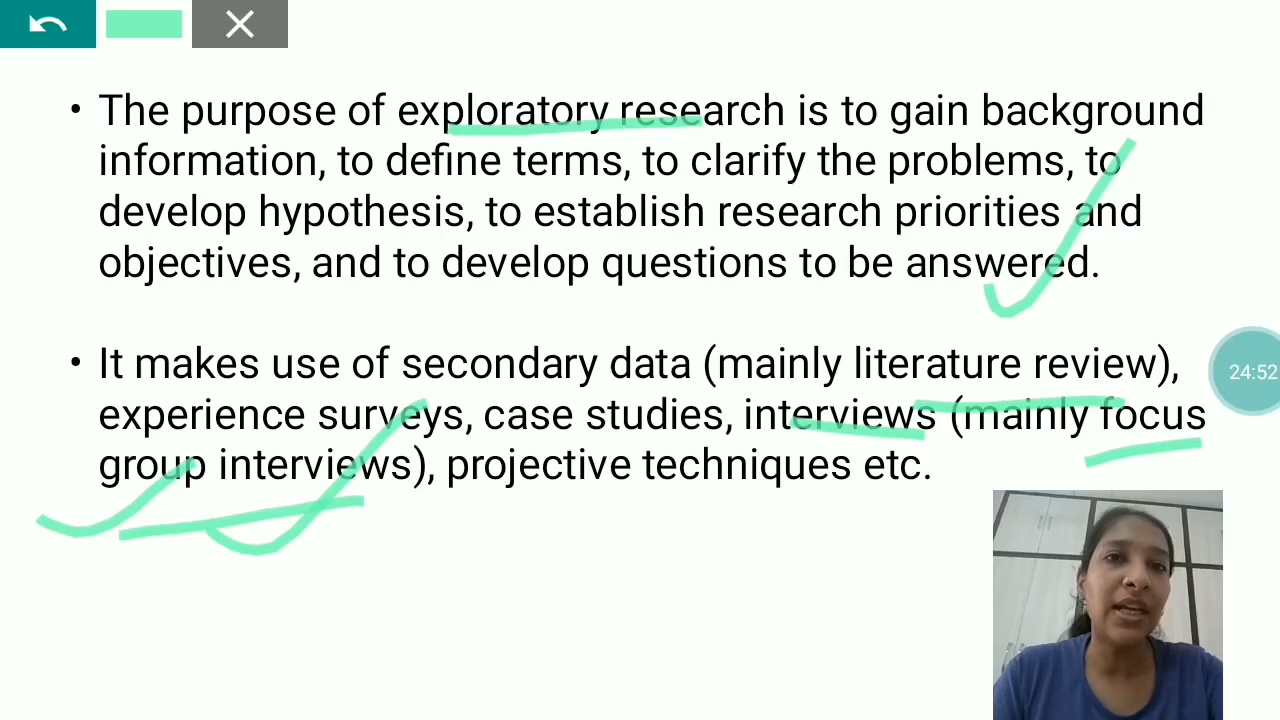 • The purpose of exploratory research is to gain background
information, to define terms, to clarify the problems, to
develop hypothesis, to establish research priorities and
objectives, and to develop questions to be answered.
• It makes use of secondary data (mainly literature review),
24:52
experience surveys, case studies, interviews (mainly focus
group interviews), projective techniques etc.